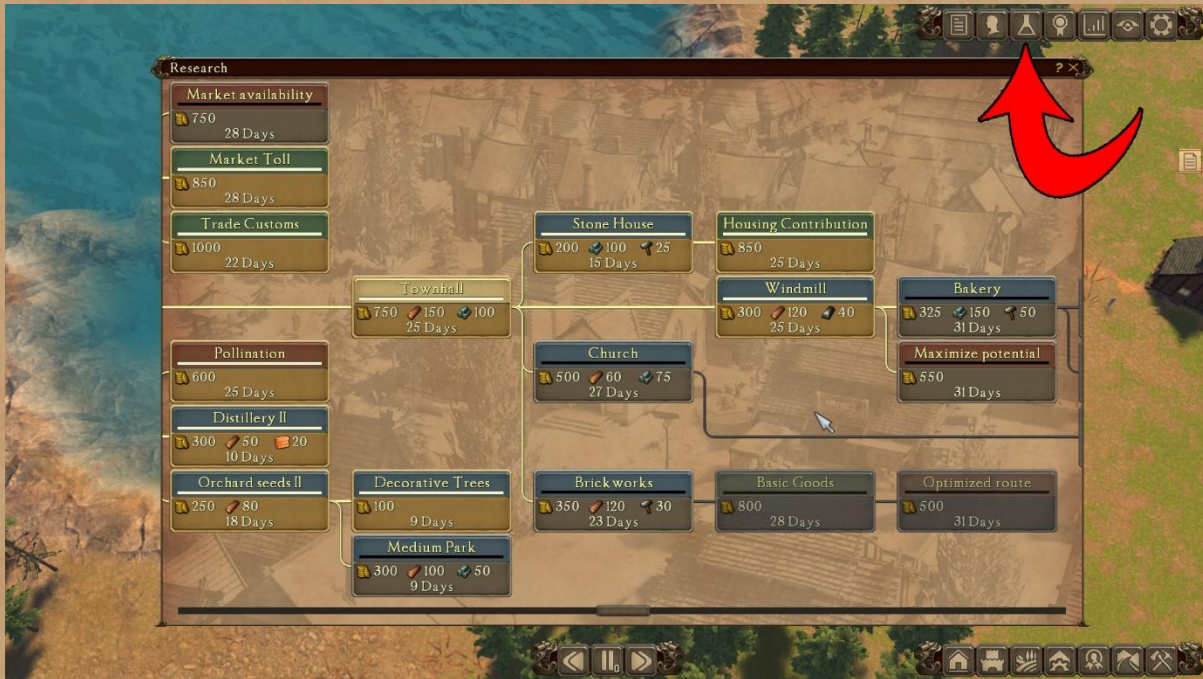 Research
? ×
Market availability
750
28 Days
Market Toll
850
28 Days
Trade Customs
1000
22 Days
Stone House
200 100 25
15 Days
Housing Contribution
850
25 Days
Townhall
750 150 100
25 Days
Windmill
300 120 40
25 Days
Bakery
325 150 50
31 Days
Pollination
600
25 Days
Church
500 60 75
27 Days
Maximize potential
550
31 Days
Distillery II
300 50 20
10 Days
Orchard seeds II
250 80
18 Days
Decorative Trees
100
9 Days
Brickworks
350 120 30
23 Days
Basic Goods
800
28 Days
Optimized route
500
31 Days
Medium Park
300 100 50
9 Days
0